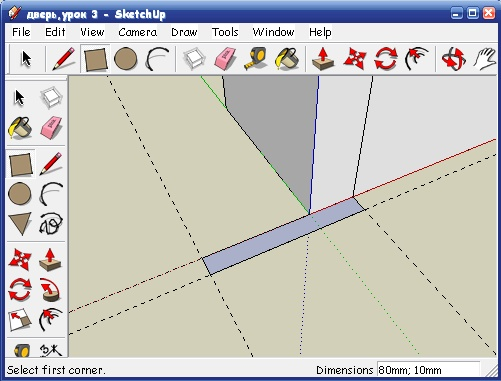 дверь,урок 3 - SketchUp
File Edit View Camera Draw Tools Window Help
Select first corner.
Dimensions 80mm; 10mm